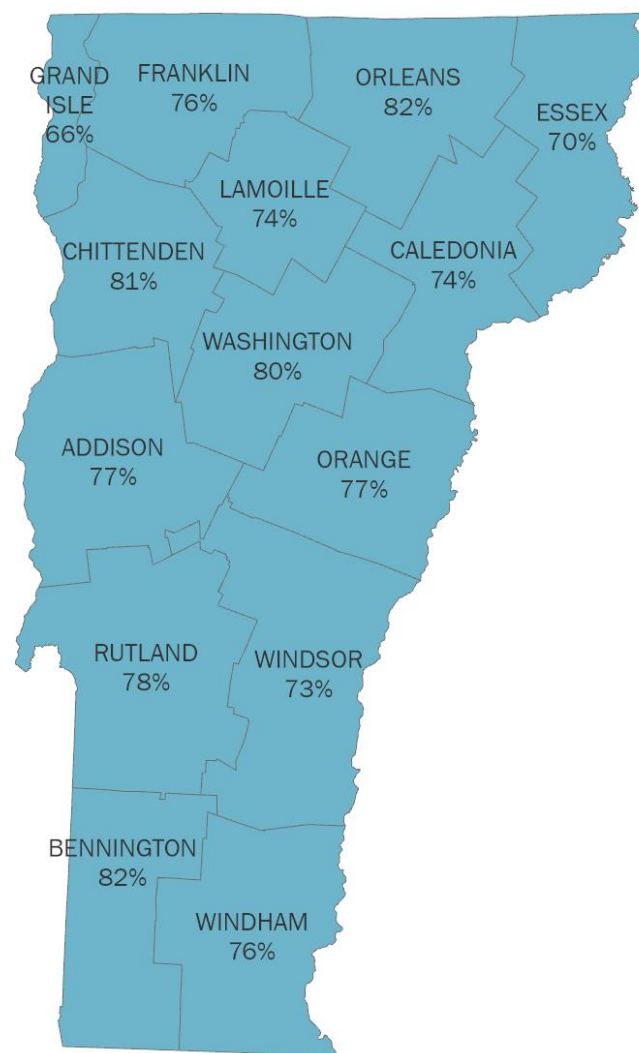 GRAND
ISLE
66%
FRANKLIN
76%
ORLEANS
82%
ESSEX
70%
LAMOILLE
74%
CHITTENDEN
81%
CALEDONIA
74%
WASHINGTON
80%
ADDISON
77%
ORANGE
77%
RUTLAND
78%
WINDSOR
73%
BENNINGTON
82%
WINDHAM
76%